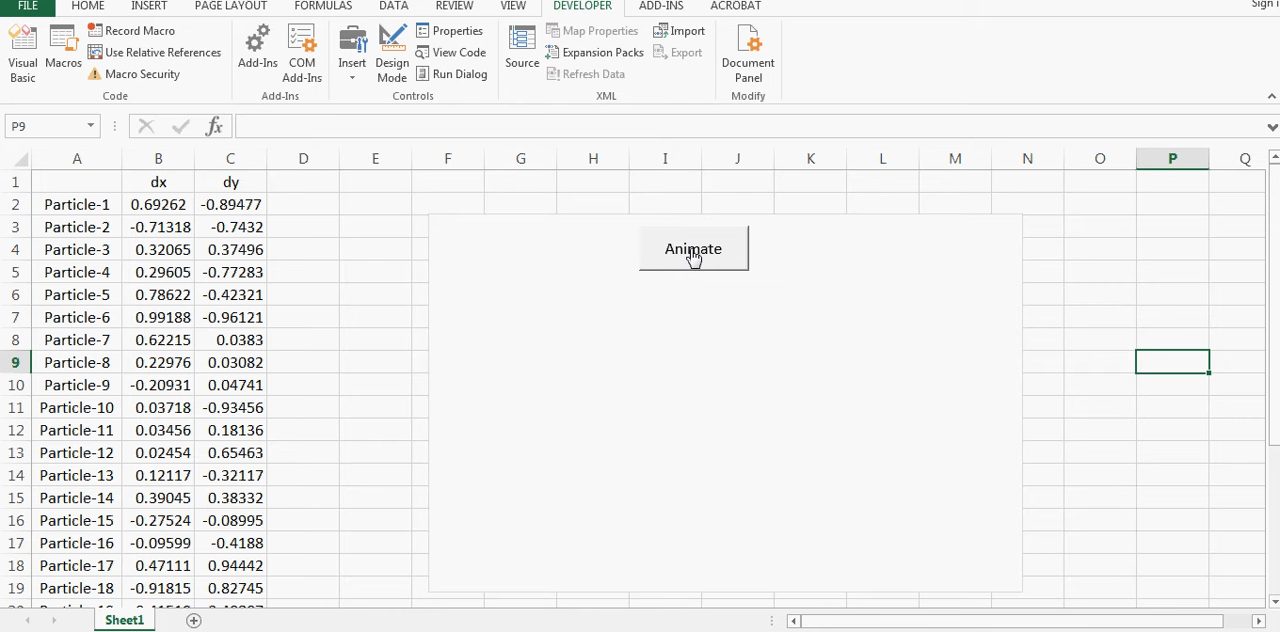 FILE HOME INSERT PAGE LAYOUT FORMULAS DATA REVIEW VIEW DEVELOPER ADD-INS ACROBAT Sign i
Visual Basic
Macros
Record Macro
Use Relative References
Macro Security
Code
Add-Ins
COM Add-Ins
Add-Ins
Insert
Design Mode
Properties
View Code
Run Dialog
Controls
Source
Map Properties
Expansion Packs
Refresh Data
Import
Export
XML
Document Panel
Modify
P9 fx
A B C D E F G H I J K L M N O P Q
1 dx dy
2 Particle-1 0.69262 -0.89477
3 Particle-2 -0.71318 -0.7432
4 Particle-3 0.32065 0.37496
5 Particle-4 0.29605 -0.77283
6 Particle-5 0.78622 -0.42321
7 Particle-6 0.99188 -0.96121
8 Particle-7 0.62215 0.0383
9 Particle-8 0.22976 0.03082
10 Particle-9 -0.20931 0.04741
11 Particle-10 0.03718 -0.93456
12 Particle-11 0.03456 0.18136
13 Particle-12 0.02454 0.65463
14 Particle-13 0.12117 -0.32117
15 Particle-14 0.39045 0.38332
16 Particle-15 -0.27524 -0.08995
17 Particle-16 -0.09599 -0.4188
18 Particle-17 0.47111 0.94442
19 Particle-18 -0.91815 0.82745
Animate
Sheet1